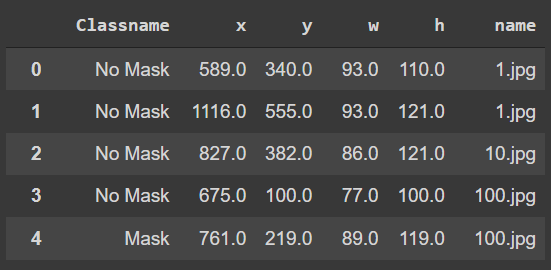 Classname x y w h name
0 No Mask 589.0 340.0 93.0 110.0 1.jpg
1 No Mask 1116.0 555.0 93.0 121.0 1.jpg
2 No Mask 827.0 382.0 86.0 121.0 10.jpg
3 No Mask 675.0 100.0 77.0 100.0 100.jpg
4 Mask 761.0 219.0 89.0 119.0 100.jpg